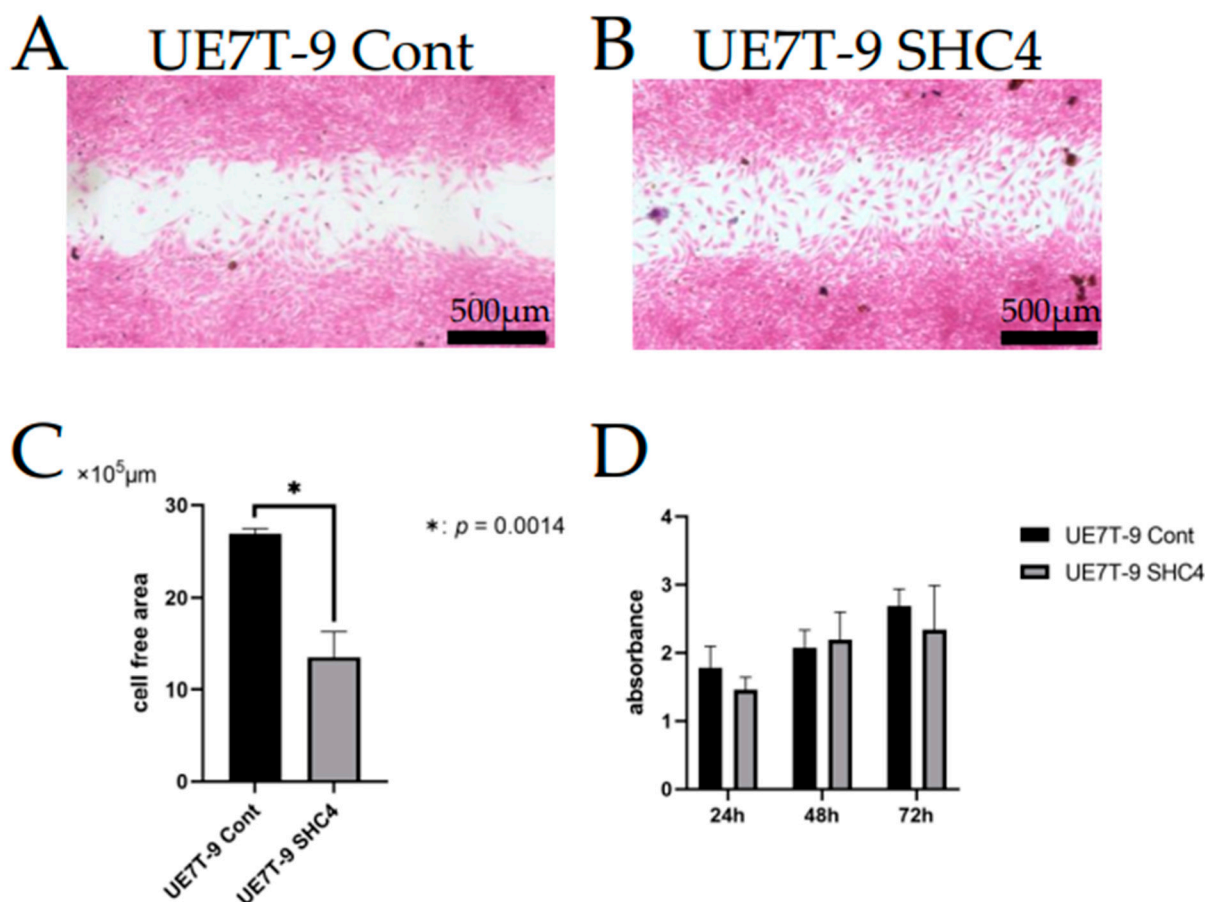 A UE7T-9 Cont
B UE7T-9 SHC4
500µm
500µm
C
×10⁵µm
30
20
10
0
cell free area
*
*: p = 0.0014
UE7T-9 Cont
UE7T-9 SHC4
D
4
3
2
1
0
absorbance
24h 48h 72h
UE7T-9 Cont
UE7T-9 SHC4